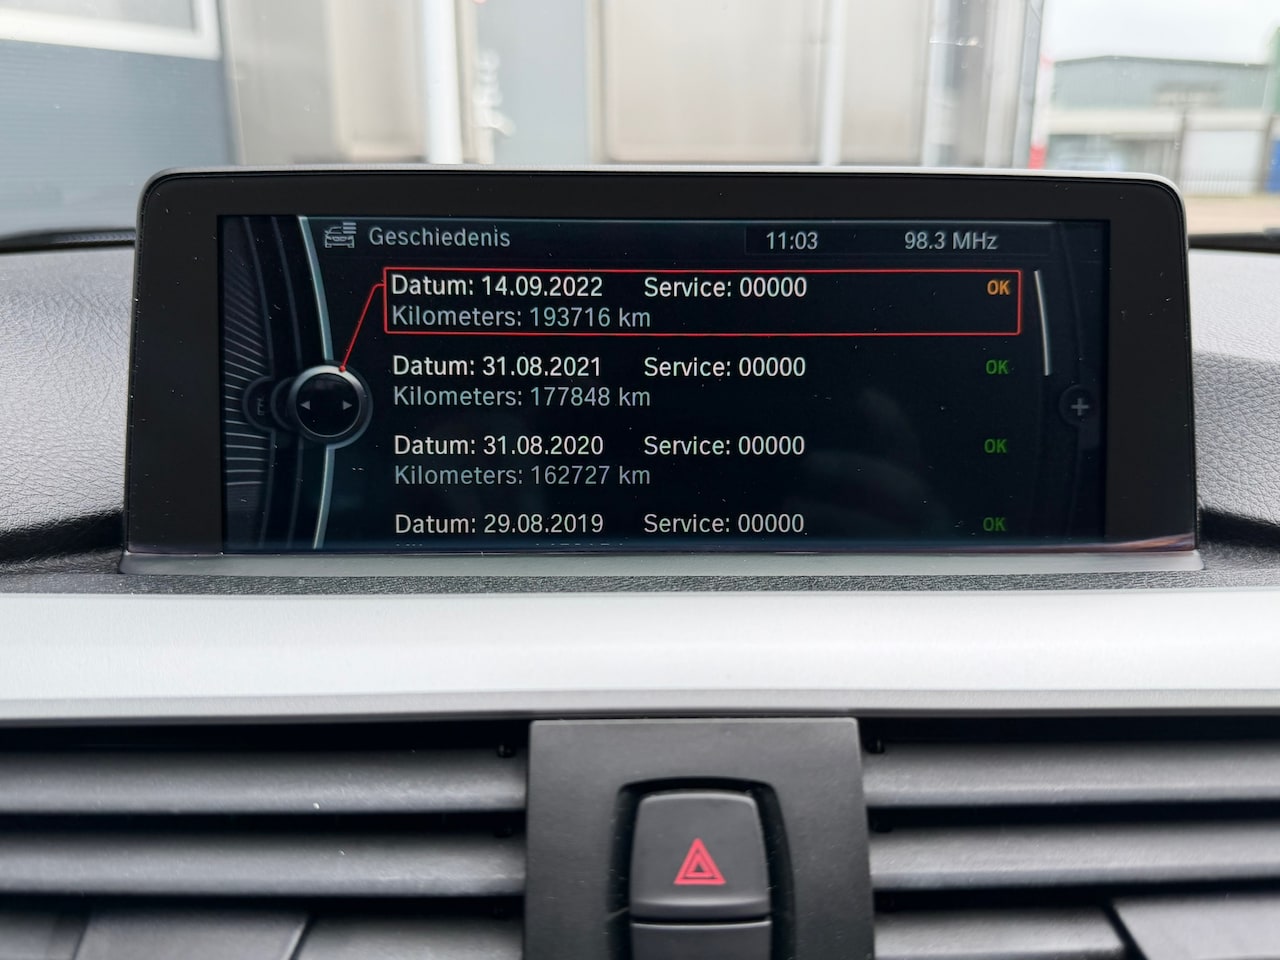 Geschiedenis 11:03 98.3 MHz
Datum: 14.09.2022 Service: 00000 OK
Kilometers: 193716 km
Datum: 31.08.2021 Service: 00000 OK
Kilometers: 177848 km
Datum: 31.08.2020 Service: 00000 OK
Kilometers: 162727 km
Datum: 29.08.2019 Service: 00000 OK